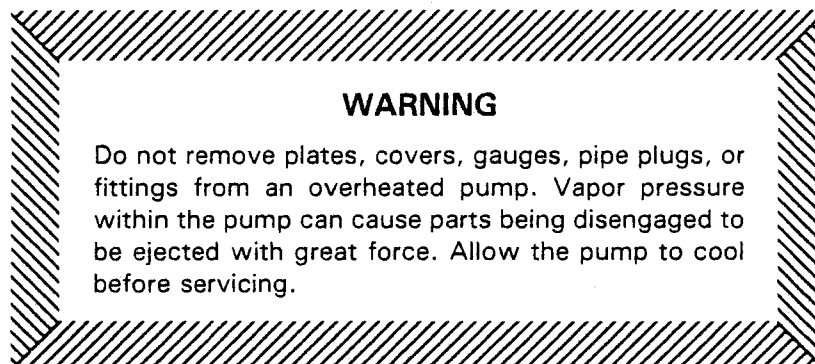 WARNING
Do not remove plates, covers, gauges, pipe plugs, or
fittings from an overheated pump. Vapor pressure
within the pump can cause parts being disengaged to
be ejected with great force. Allow the pump to cool
before servicing.